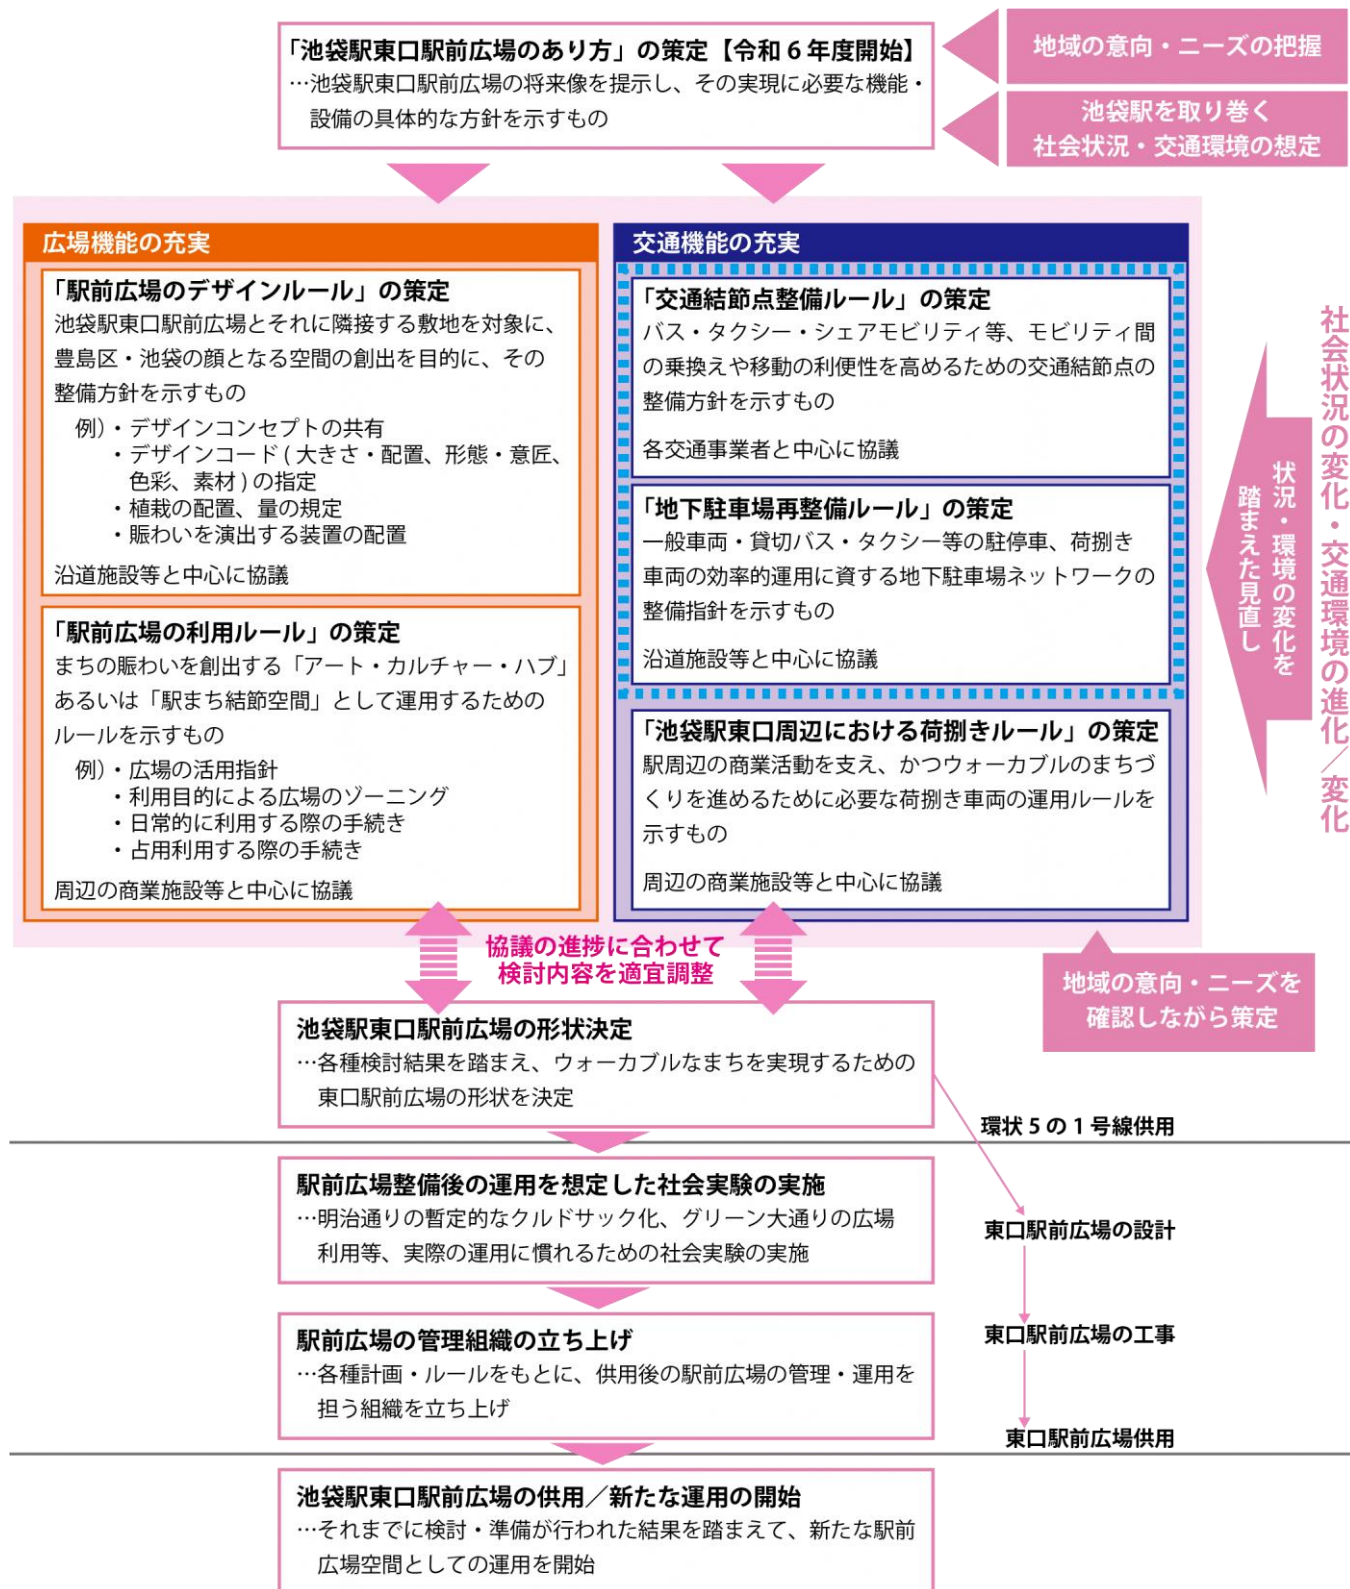 「池袋駅東口駅前広場のあり方」の策定【令和6年度開始】
…池袋駅東口駅前広場の将来像を提示し、その実現に必要な機能・
設備の具体的な方針を示すもの
地域の意向・ニーズの把握
池袋駅を取り巻く
社会状況・交通環境の想定
広場機能の充実
「駅前広場のデザインルール」の策定
池袋駅東口駅前広場とそれに隣接する敷地を対象に、
豊島区・池袋の顔となる空間の創出を目的に、その
整備方針を示すもの
例)・デザインコンセプトの共有
・デザインコード(大きさ・配置、形態・意匠、
色彩、素材)の指定
・植栽の配置、量の規定
・賑わいを演出する装置の配置
沿道施設等と中心に協議
「駅前広場の利用ルール」の策定
まちの賑わいを創出する「アート・カルチャー・ハブ」
あるいは「駅まち結節空間」として運用するための
ルールを示すもの
例)・広場の活用指針
・利用目的による広場のゾーニング
・日常的に利用する際の手続き
・占用利用する際の手続き
周辺の商業施設等と中心に協議
交通機能の充実
「交通結節点整備ルール」の策定
バス・タクシー・シェアモビリティ等、モビリティ間
の乗換えや移動の利便性を高めるための交通結節点の
整備方針を示すもの
各交通事業者と中心に協議
「地下駐車場再整備ルール」の策定
一般車両・貸切バス・タクシー等の駐停車、荷捌き
車両の効率的運用に資する地下駐車場ネットワークの
整備指針を示すもの
沿道施設等と中心に協議
「池袋駅東口周辺における荷捌きルール」の策定
駅周辺の商業活動を支え、かつウォーカブルのまちづ
くりを進めるために必要な荷捌き車両の運用ルールを
示すもの
周辺の商業施設等と中心に協議
社会状況の変化・交通環境の進化／変化
状況・環境の変化を
踏まえた見直し
協議の進捗に合わせて
検討内容を適宜調整
地域の意向・ニーズを
確認しながら策定
池袋駅東口駅前広場の形状決定
…各種検討結果を踏まえ、ウォーカブルなまちを実現するための
東口駅前広場の形状を決定
環状5の1号線供用
駅前広場整備後の運用を想定した社会実験の実施
…明治通りの暫定的なクルドサック化、グリーン大通りの広場
利用等、実際の運用に慣れるための社会実験の実施
東口駅前広場の設計
駅前広場の管理組織の立ち上げ
…各種計画・ルールをもとに、供用後の駅前広場の管理・運用を
担う組織を立ち上げ
東口駅前広場の工事
東口駅前広場供用
池袋駅東口駅前広場の供用／新たな運用の開始
…それまでに検討・準備が行われた結果を踏まえて、新たな駅前
広場空間としての運用を開始